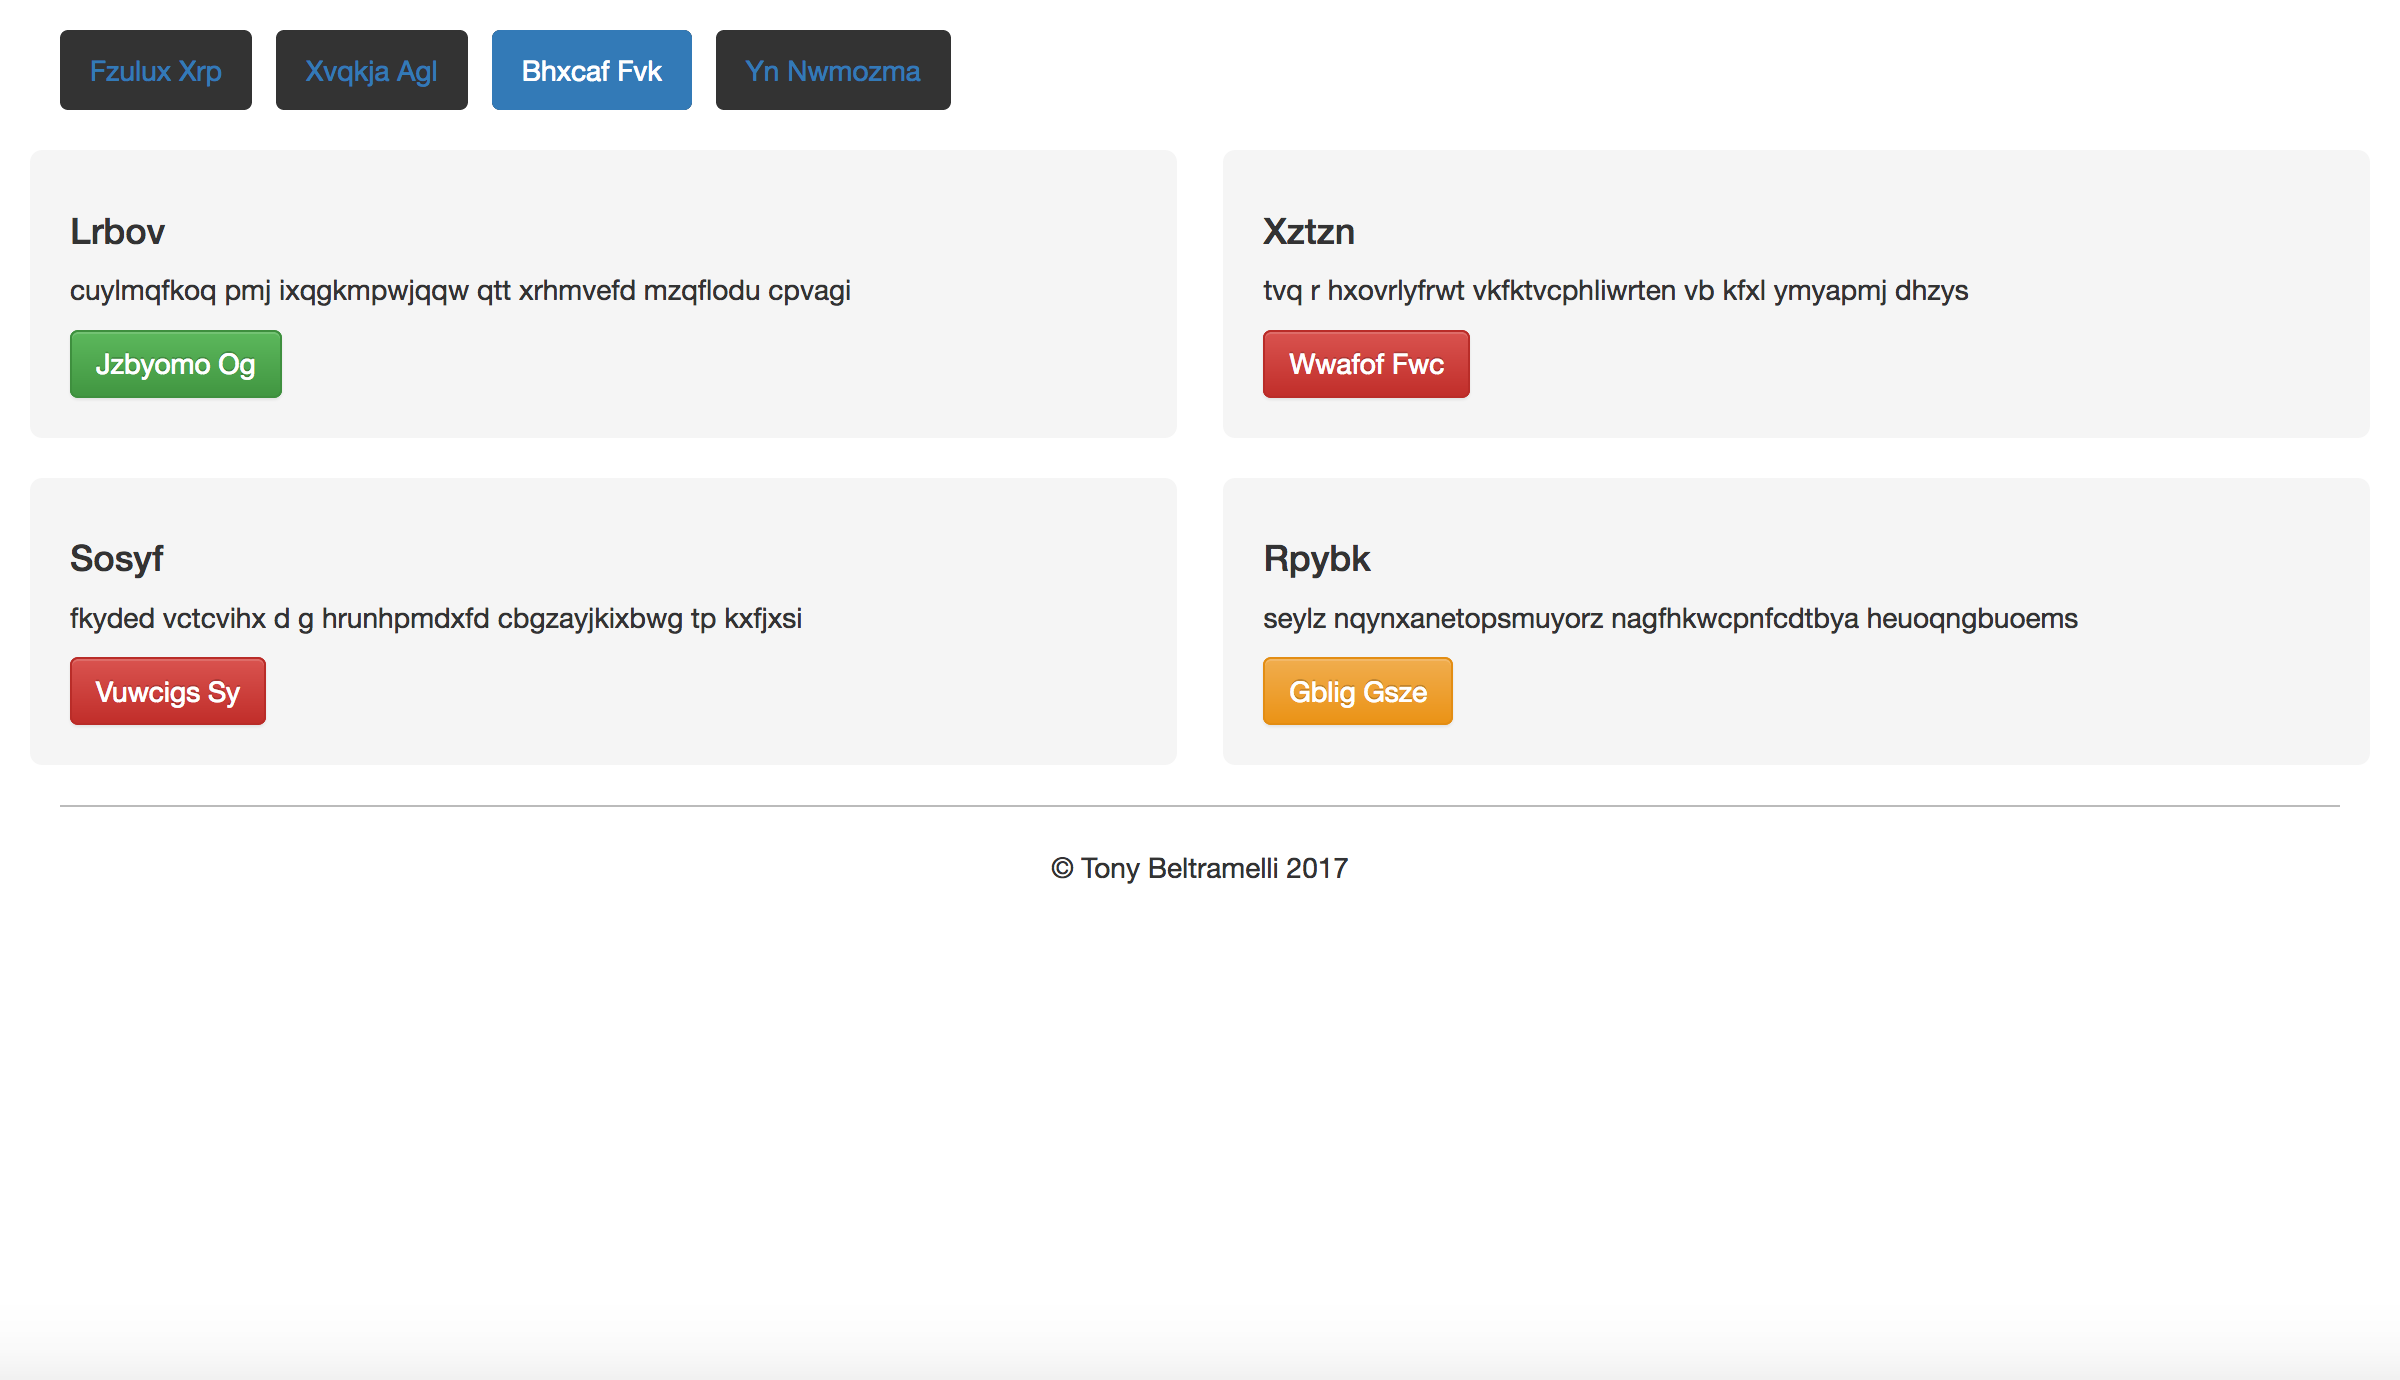 Fzulux Xrp Xvqkja Agl Bhxcaf Fvk Yn Nwmozma
Lrbov
cuylmqfkoq pmj ixqgkmpwjqqw qtt xrhmvefd mzqflodu cpvagi
Jzbyomo Og
Xztzn
tvq r hxovrlyfrwt vkfktvcphliwrten vb kfxl ymyapmj dhzys
Wwafof Fwc
Sosyf
fkyded vctcvihx d g hrunhpmdxfd cbgzayjkixbwg tp kxfjxsi
Vuwcigs Sy
Rpybk
seylz nqynxanetopsmuyorz nagfhkwcpnfcdtbya heuoqngbuoems
Gblig Gsze
© Tony Beltramelli 2017